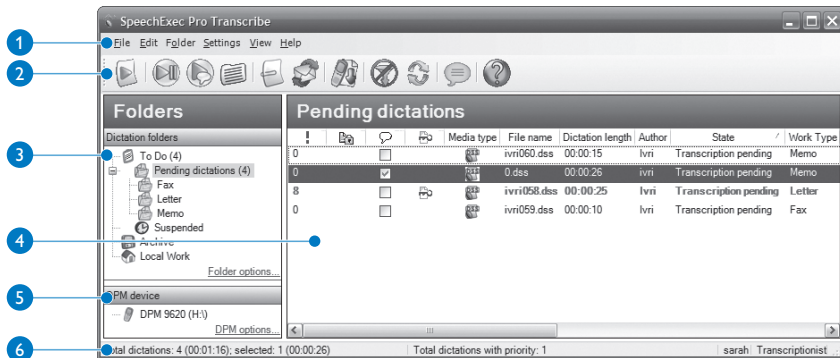 SpeechExec Pro Transcribe
1 File Edit Folder Settings View Help
2
Folders
Dictation folders
3 To Do (4)
Pending dictations (4)
Fax
Letter
Memo
Suspended
Archive
Local Work
Folder options...
5 DPM device
DPM 9620 (H:\)
DPM options...
Pending dictations
! Media type File name Dictation length Author State / Work Type
0 ivri060.dss 00:00:15 Ivri Transcription pending Memo
0 0.dss 00:00:26 Ivri Transcription pending Memo
8 ivri058.dss 00:00:25 Ivri Transcription pending Letter
0 ivri059.dss 00:00:10 Ivri Transcription pending Fax
4
6 Total dictations: 4 (00:01:16); selected: 1 (00:00:26) Total dictations with priority: 1 sarah Transcriptionist